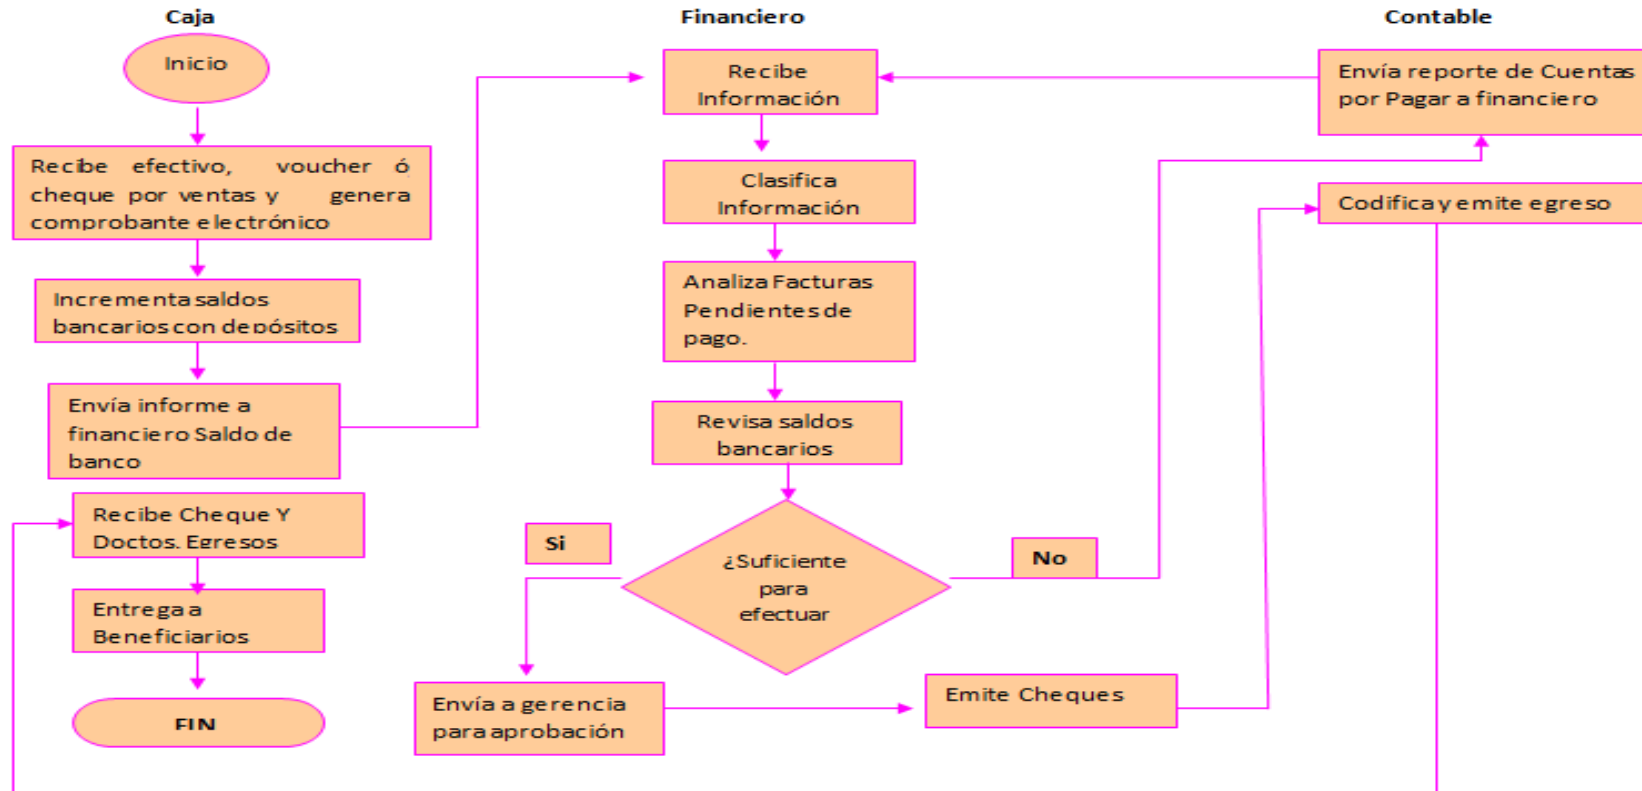 Caja
Financiero
Contable
Inicio
Recibe efectivo, voucher ó
cheque por ventas y genera
comprobante electrónico
Incrementa saldos
bancarios con depósitos
Envía informe a
financiero Saldo de
banco
Recibe Cheque Y
Doctos. Egresos
Entrega a
Beneficiarios
FIN
Recibe
Información
Clasifica
Información
Analiza Facturas
Pendientes de
pago.
Revisa saldos
bancarios
¿Suficiente
para
efectuar
Si
No
Envía a gerencia
para aprobación
Emite Cheques
Envía reporte de Cuentas
por Pagar a financiero
Codifica y emite egreso